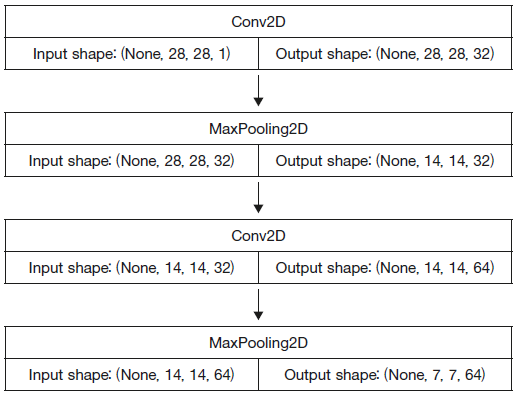 Conv2D
Input shape: (None, 28, 28, 1) Output shape: (None, 28, 28, 32)
MaxPooling2D
Input shape: (None, 28, 28, 32) Output shape: (None, 14, 14, 32)
Conv2D
Input shape: (None, 14, 14, 32) Output shape: (None, 14, 14, 64)
MaxPooling2D
Input shape: (None, 14, 14, 64) Output shape: (None, 7, 7, 64)